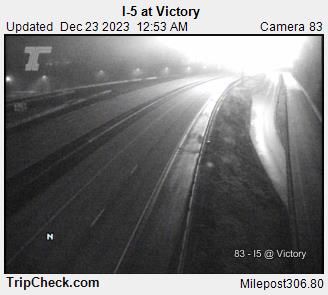 I-5 at Victory
Updated Dec 23 2023 12:53 AM Camera 83
T
N
83 - I5 @ Victory
TripCheck.com Milepost306.80